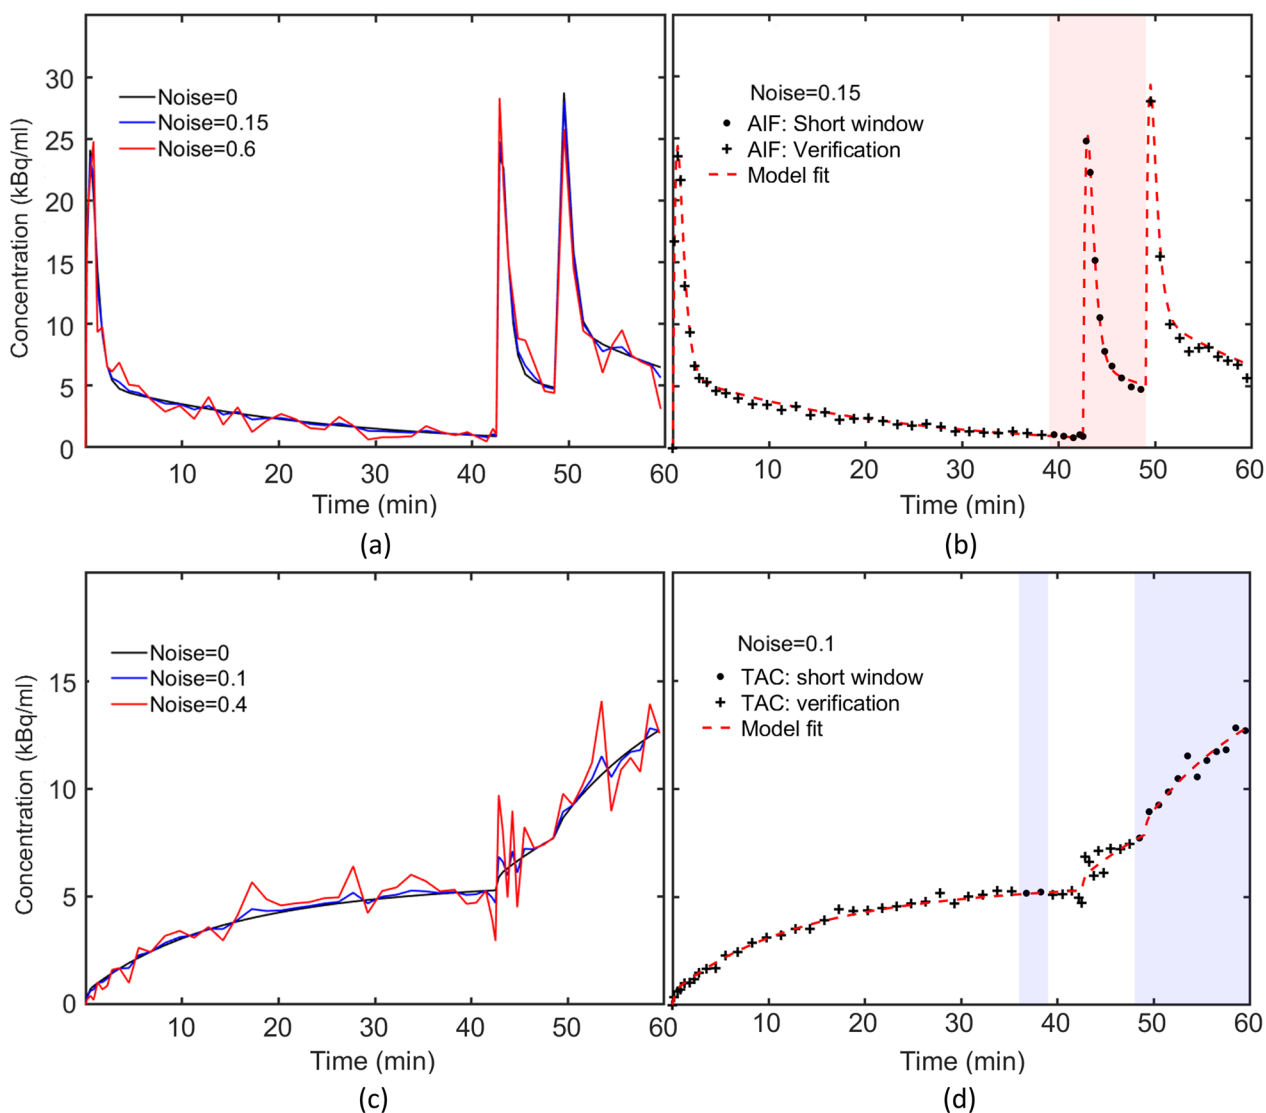 30
25
20
15
10
5
0
Concentration (kBq/ml)
Noise=0
Noise=0.15
Noise=0.6
10 20 30 40 50 60
Time (min)
(a)
Noise=0.15
AIF: Short window
AIF: Verification
Model fit
10 20 30 40 50 60
Time (min)
(b)
15
10
5
0
Concentration (kBq/ml)
Noise=0
Noise=0.1
Noise=0.4
10 20 30 40 50 60
Time (min)
(c)
Noise=0.1
TAC: short window
TAC: verification
Model fit
10 20 30 40 50 60
Time (min)
(d)